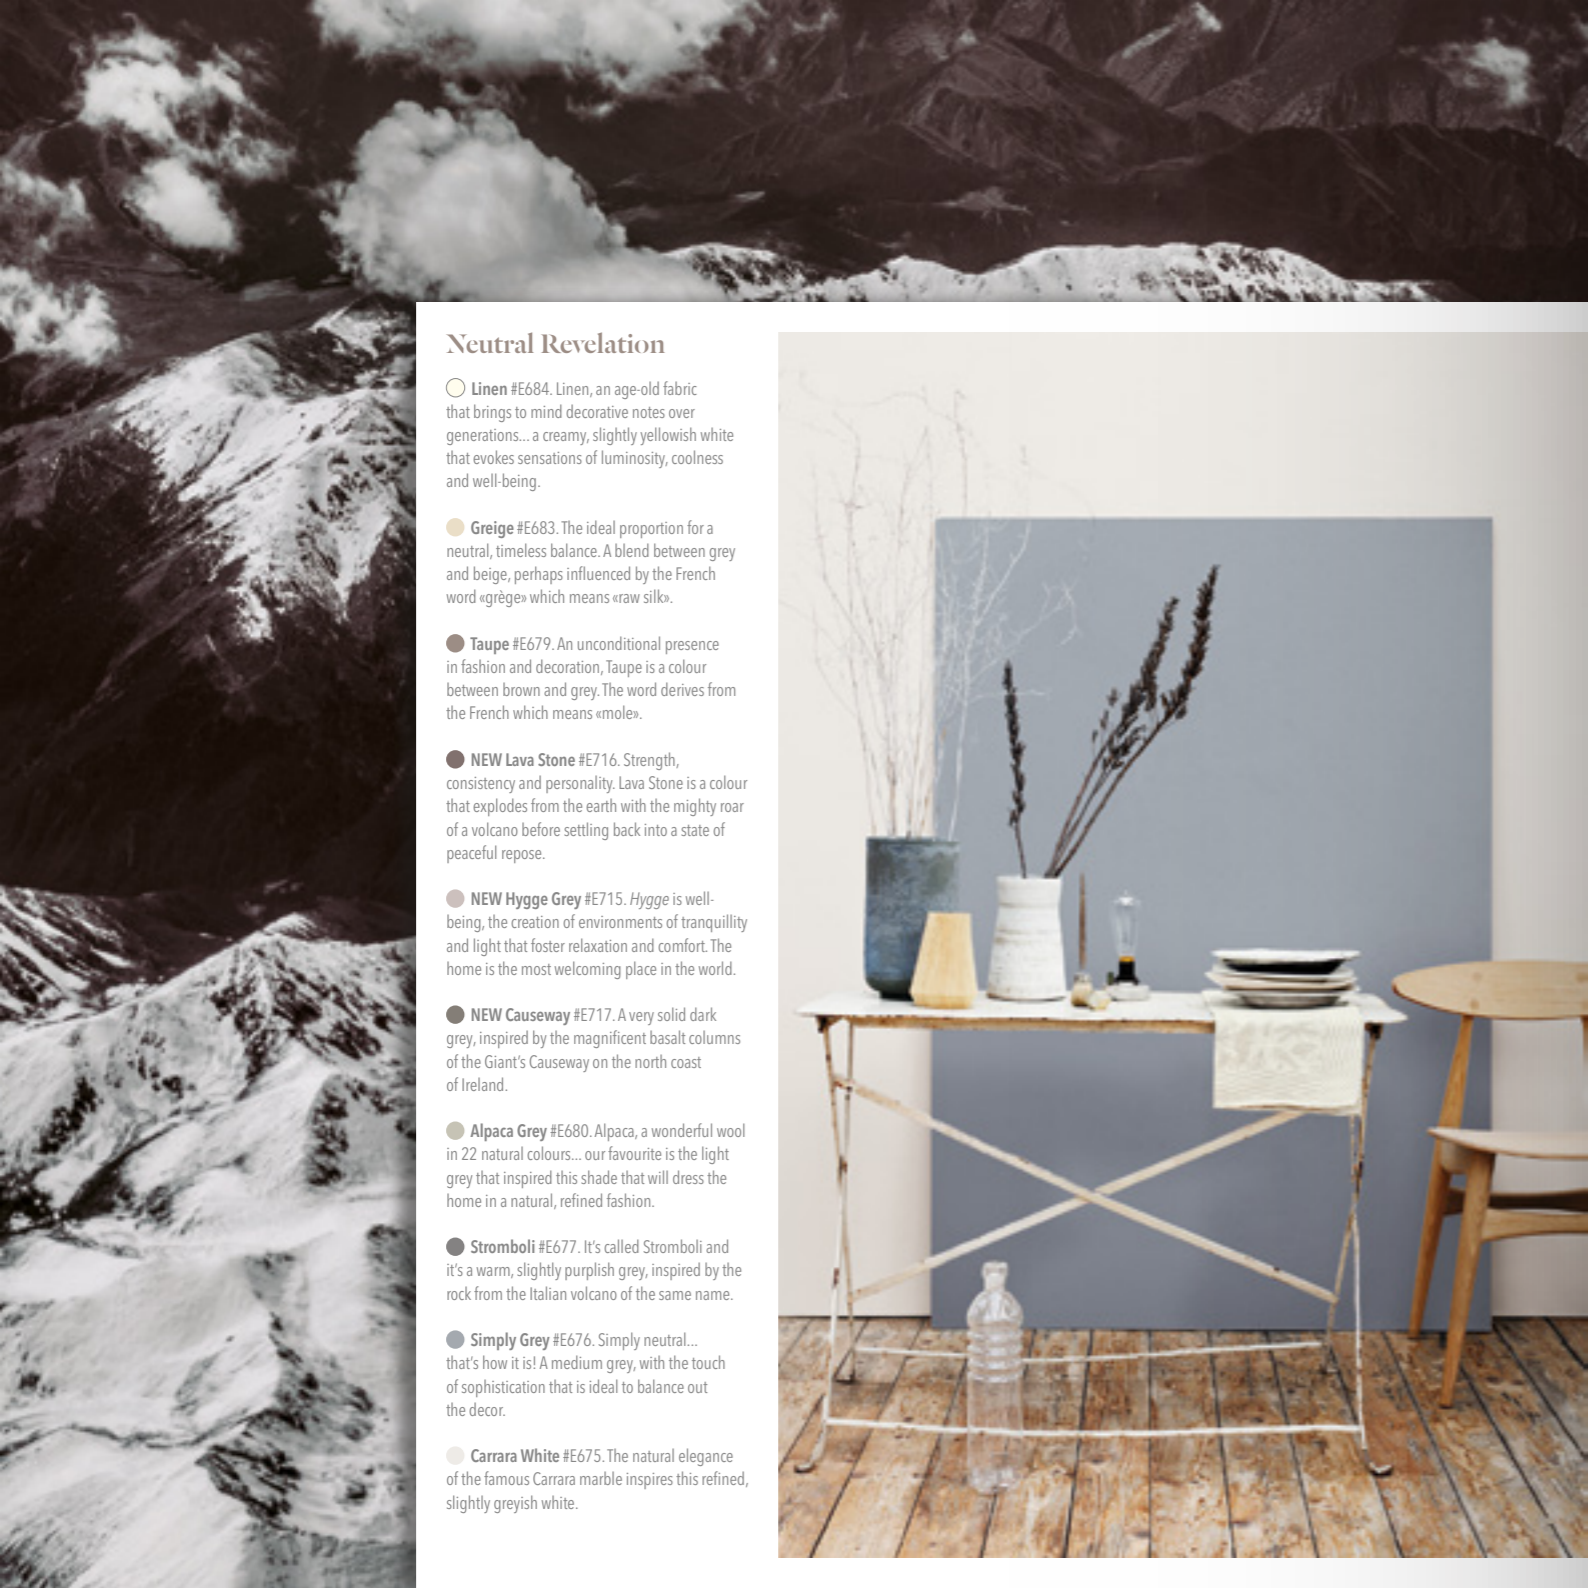 Neutral Revelation
Linen #E684. Linen, an age-old fabric
that brings to mind decorative notes over
generations... a creamy, slightly yellowish white
that evokes sensations of luminosity, coolness
and well-being.
Greige #E683. The ideal proportion for a
neutral, timeless balance. A blend between grey
and beige, perhaps influenced by the French
word «grège» which means «raw silk».
Taupe #E679. An unconditional presence
in fashion and decoration, Taupe is a colour
between brown and grey. The word derives from
the French which means «mole».
NEW Lava Stone #E716. Strength,
consistency and personality. Lava Stone is a colour
that explodes from the earth with the mighty roar
of a volcano before settling back into a state of
peaceful repose.
NEW Hygge Grey #E715. Hygge is well-
being, the creation of environments of tranquillity
and light that foster relaxation and comfort. The
home is the most welcoming place in the world.
NEW Causeway #E717. A very solid dark
grey, inspired by the magnificent basalt columns
of the Giant's Causeway on the north coast
of Ireland.
Alpaca Grey #E680. Alpaca, a wonderful wool
in 22 natural colours... our favourite is the light
grey that inspired this shade that will dress the
home in a natural, refined fashion.
Stromboli #E677. It's called Stromboli and
it's a warm, slightly purplish grey, inspired by the
rock from the Italian volcano of the same name.
Simply Grey #E676. Simply neutral...
that's how it is! A medium grey, with the touch
of sophistication that is ideal to balance out
the decor.
Carrara White #E675. The natural elegance
of the famous Carrara marble inspires this refined,
slightly greyish white.